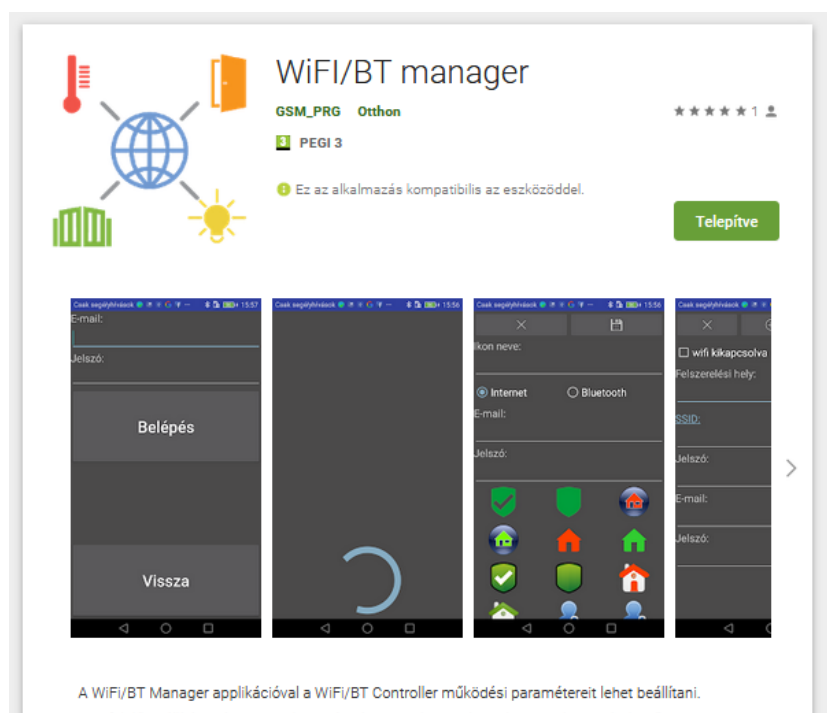 WiFI/BT manager
GSM_PRG Otthon
1
3 PEGI 3
Ez az alkalmazás kompatibilis az eszközöddel.
Telepítve
Csak segélyhívások 15:57
E-mail:
Jelszó:
Belépés
Vissza
Csak segélyhívások 15:56
Csak segélyhívások 15:56
Ikon neve:
Internet Bluetooth
E-mail:
Jelszó:
Csak segélyhívások
wifi kikapcsolva
Felszerelési hely:
SSID:
Jelszó:
E-mail:
Jelszó:
A WiFi/BT Manager applikációval a WiFi/BT Controller működési paramétereit lehet beállítani.